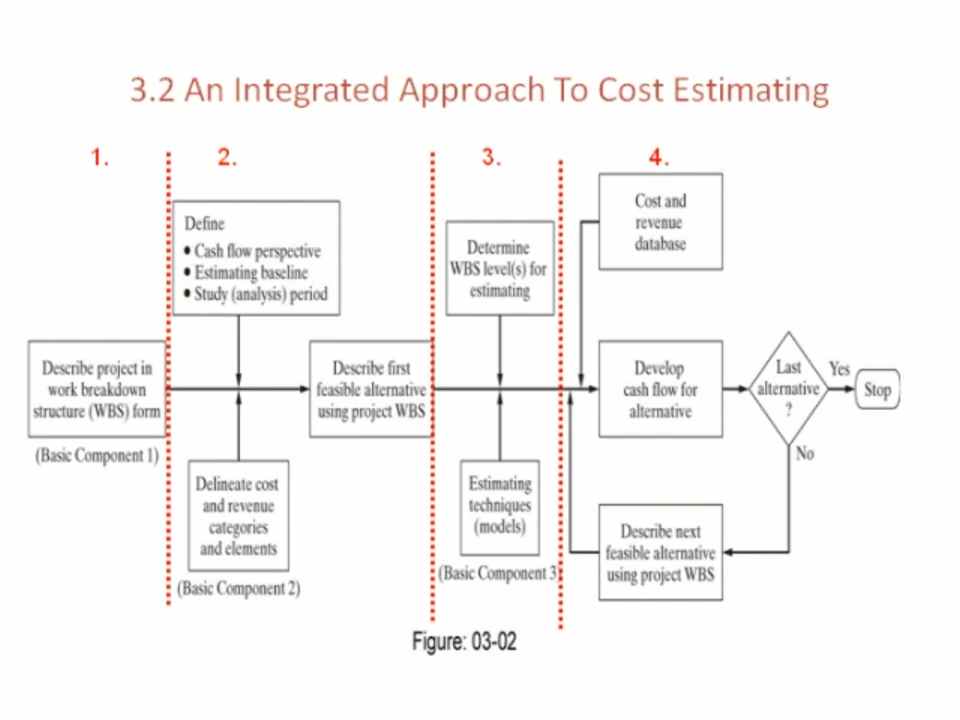 3.2 An Integrated Approach To Cost Estimating
1.
2.
3.
4.
Define
• Cash flow perspective
• Estimating baseline
• Study (analysis) period
Determine
WBS level(s) for
estimating
Cost and
revenue
database
Describe project in
work breakdown
structure (WBS) form
(Basic Component 1)
Describe first
feasible alternative
using project WBS
Develop
cash flow for
alternative
Last
alternative
?
Yes
Stop
No
Delineate cost
and revenue
categories
and elements
(Basic Component 2)
Estimating
techniques
(models)
(Basic Component 3
Describe next
feasible alternative
using project WBS
Figure: 03-02